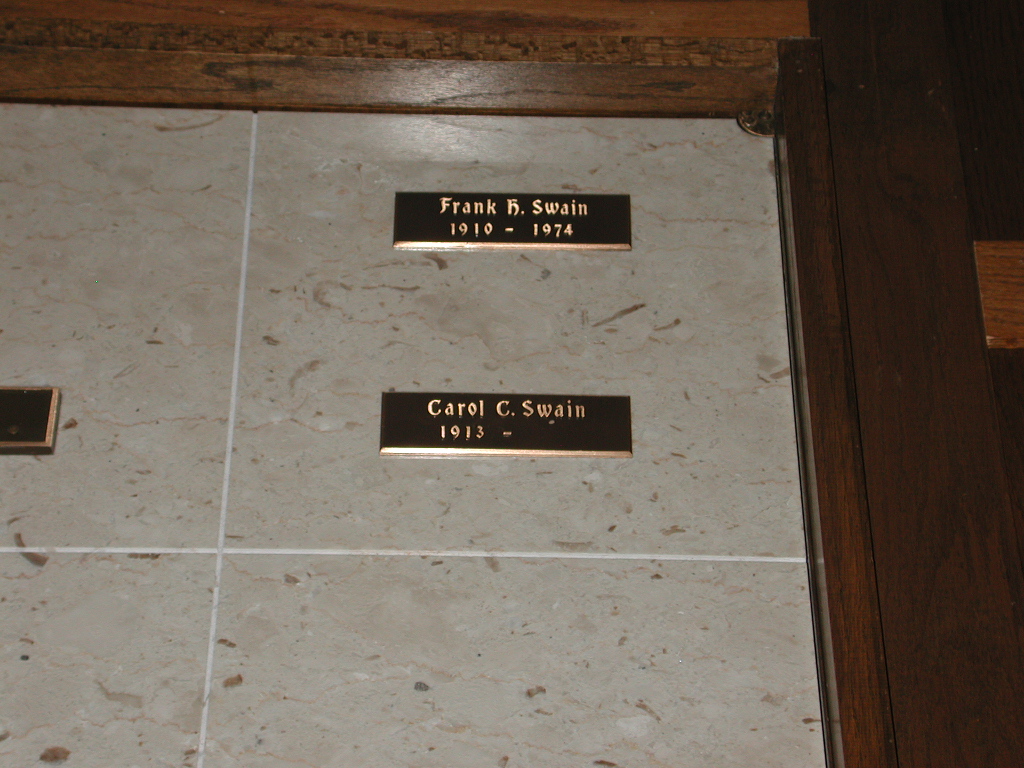 Frank H. Swain
1910 - 1974
Carol C. Swain
1913 -